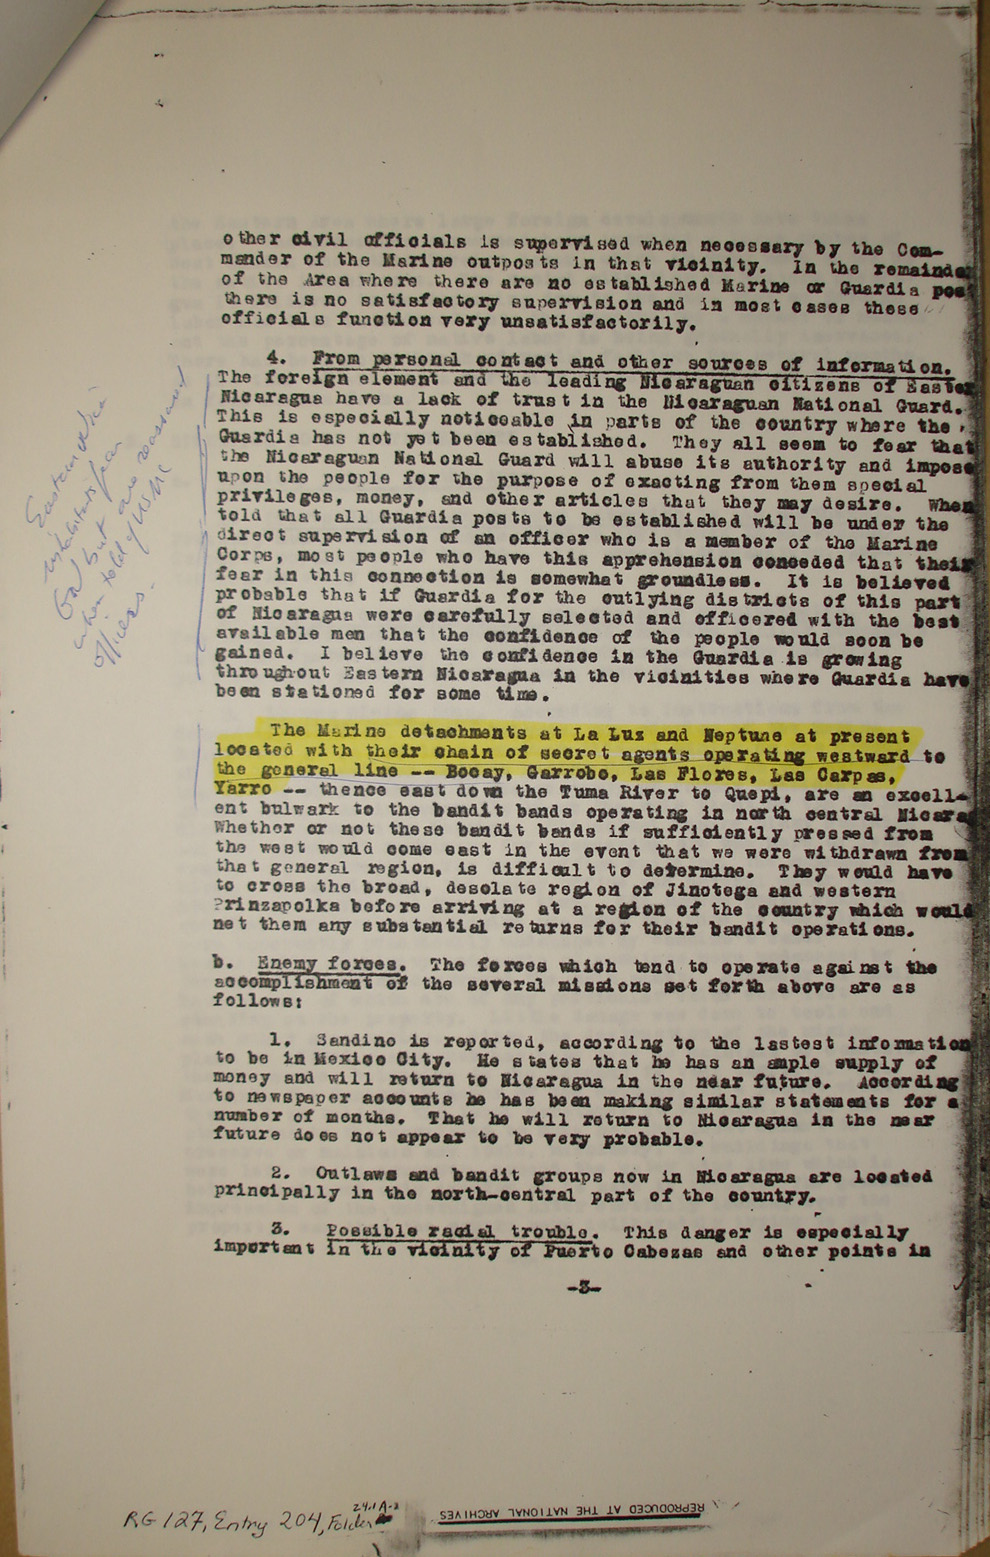 other civil officials is supervised when necessary by the Com-
mander of the Marine outposts in that vicinity. In the remainde
of the Area where there are no established Marine or Guardia pos
there is no satisfactory supervision and in most cases these
officials function very unsatisfactorily.
4. From personal contact and other sources of information.
The foreign element and the leading Nicaraguan citizens of Easte
Nicaragua have a lack of trust in the Nicaraguan National Guard.
This is especially noticeable in parts of the country where the
Guardia has not yet been established. They all seem to fear that
the Nicaraguan National Guard will abuse its authority and impose
upon the people for the purpose of exacting from them special
privileges, money, and other articles that they may desire. When
told that all Guardia posts to be established will be under the
direct supervision of an officer who is a member of the Marine
Corps, most people who have this apprehension conceded that their
fear in this connection is somewhat groundless. It is believed
probable that if Guardia for the outlying districts of this part
of Nicaragua were carefully selected and officered with the best
available men that the confidence of the people would soon be
gained. I believe the confidence in the Guardia is growing
throughout Eastern Nicaragua in the vicinities where Guardia have
been stationed for some time.
The Marine detachments at La Luz and Neptune at present
located with their chain of secret agents operating westward to
the general line -- Bocay, Garrobo, Las Flores, Las Carpas,
Yarro -- thence east down the Tuma River to Quepi, are an excell-
ent bulwark to the bandit bands operating in north central Nicara
Whether or not these bandit bands if sufficiently pressed from
the west would come east in the event that we were withdrawn from
that general region, is difficult to determine. They would have
to cross the broad, desolate region of Jinotega and western
Prinzapolka before arriving at a region of the country which would
net them any substantial returns for their bandit operations.
b. Enemy forces. The forces which tend to operate against the
accomplishment of the several missions set forth above are as
follows:
1. Sandino is reported, according to the lastest information
to be in Mexico City. He states that he has an ample supply of
money and will return to Nicaragua in the near future. According
to newspaper accounts he has been making similar statements for a
number of months. That he will return to Nicaragua in the near
future does not appear to be very probable.
2. Outlaws and bandit groups now in Nicaragua are located
principally in the north-central part of the country.
3. Possible racial trouble. This danger is especially
important in the vicinity of Puerto Cabezas and other points in
-3-
Eastern
inhabitants fear
GN but are reassured
when told of USMC
officers.
RG 127, Entry 204, Folder
24.1 A-2
REPRODUCED AT THE NATIONAL ARCHIVES